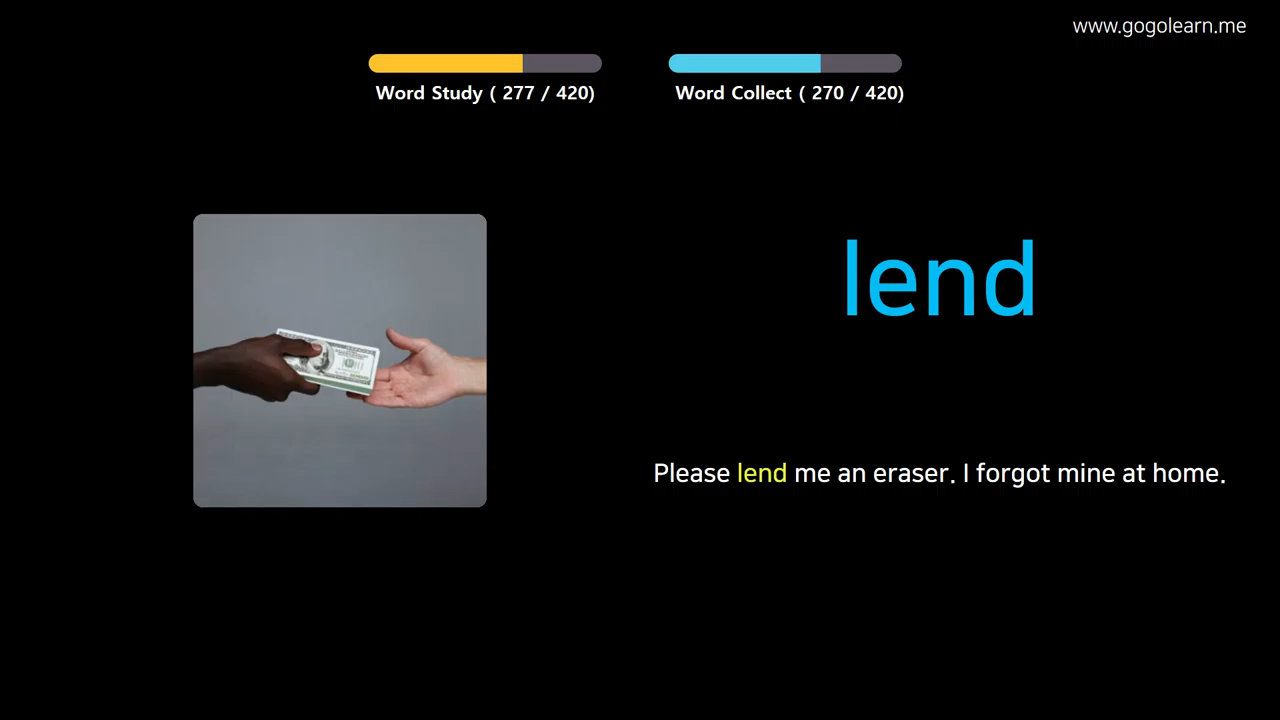 www.gogolearn.me
Word Study ( 277 / 420)
Word Collect ( 270 / 420)
lend
Please lend me an eraser. I forgot mine at home.